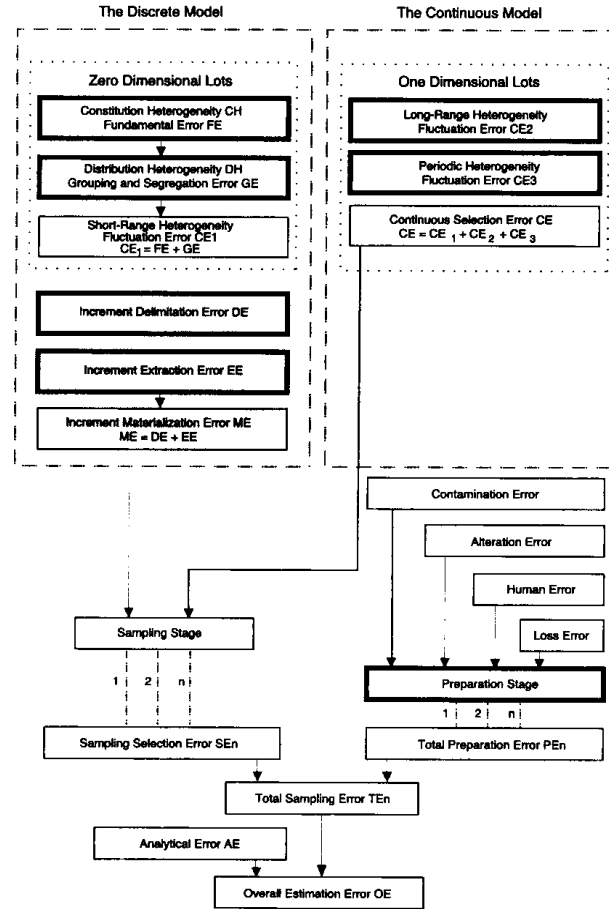 The Discrete Model
The Continuous Model
Zero Dimensional Lots
Constitution Heterogeneity CH
Fundamental Error FE
Distribution Heterogeneity DH
Grouping and Segregation Error GE
Short-Range Heterogeneity
Fluctuation Error CE1
CE1 = FE + GE
Increment Delimitation Error DE
Increment Extraction Error EE
Increment Materialization Error ME
ME = DE + EE
One Dimensional Lots
Long-Range Heterogeneity
Fluctuation Error CE2
Periodic Heterogeneity
Fluctuation Error CE3
Continuous Selection Error CE
CE = CE 1 + CE 2 + CE 3
Contamination Error
Alteration Error
Human Error
Loss Error
Sampling Stage
1 2 n
Preparation Stage
1 2 n
Sampling Selection Error SEn
Total Preparation Error PEn
Total Sampling Error TEn
Analytical Error AE
Overall Estimation Error OE